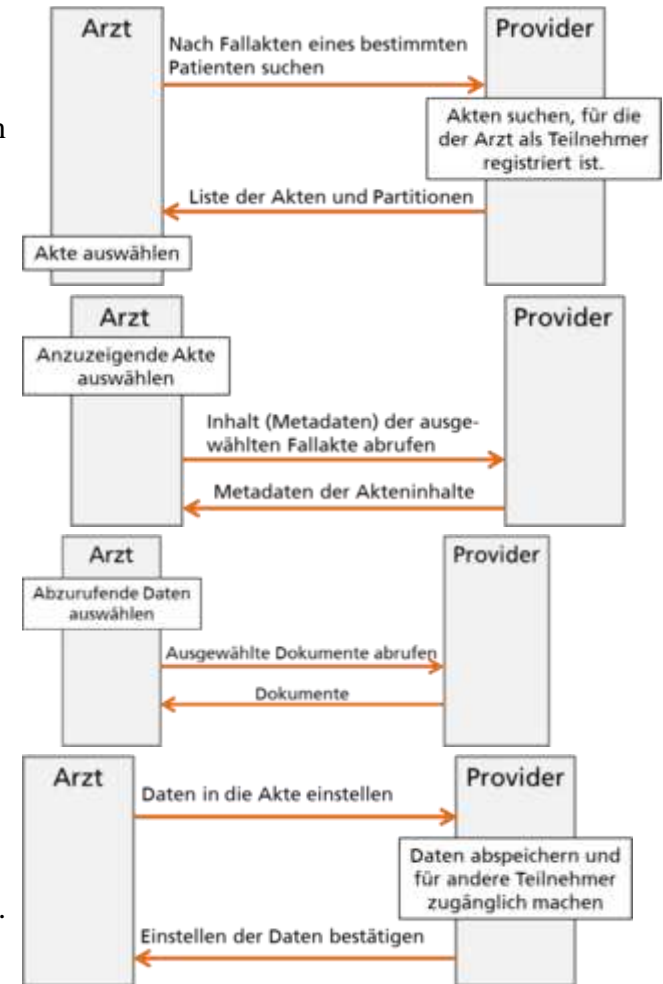 Arzt
Provider
Nach Fallakten eines bestimmten
Patienten suchen
n
Akten suchen, für die
der Arzt als Teilnehmer
registriert ist.
Liste der Akten und Partitionen
Akte auswählen
Arzt
Provider
Anzuzeigende Akte
auswählen
Inhalt (Metadaten) der ausge-
wählten Fallakte abrufen
Metadaten der Akteninhalte
Arzt
Provider
Abzurufende Daten
auswählen
Ausgewählte Dokumente abrufen
Dokumente
Arzt
Provider
Daten in die Akte einstellen
Daten abspeichern und
für andere Teilnehmer
zugänglich machen
.
Einstellen der Daten bestätigen